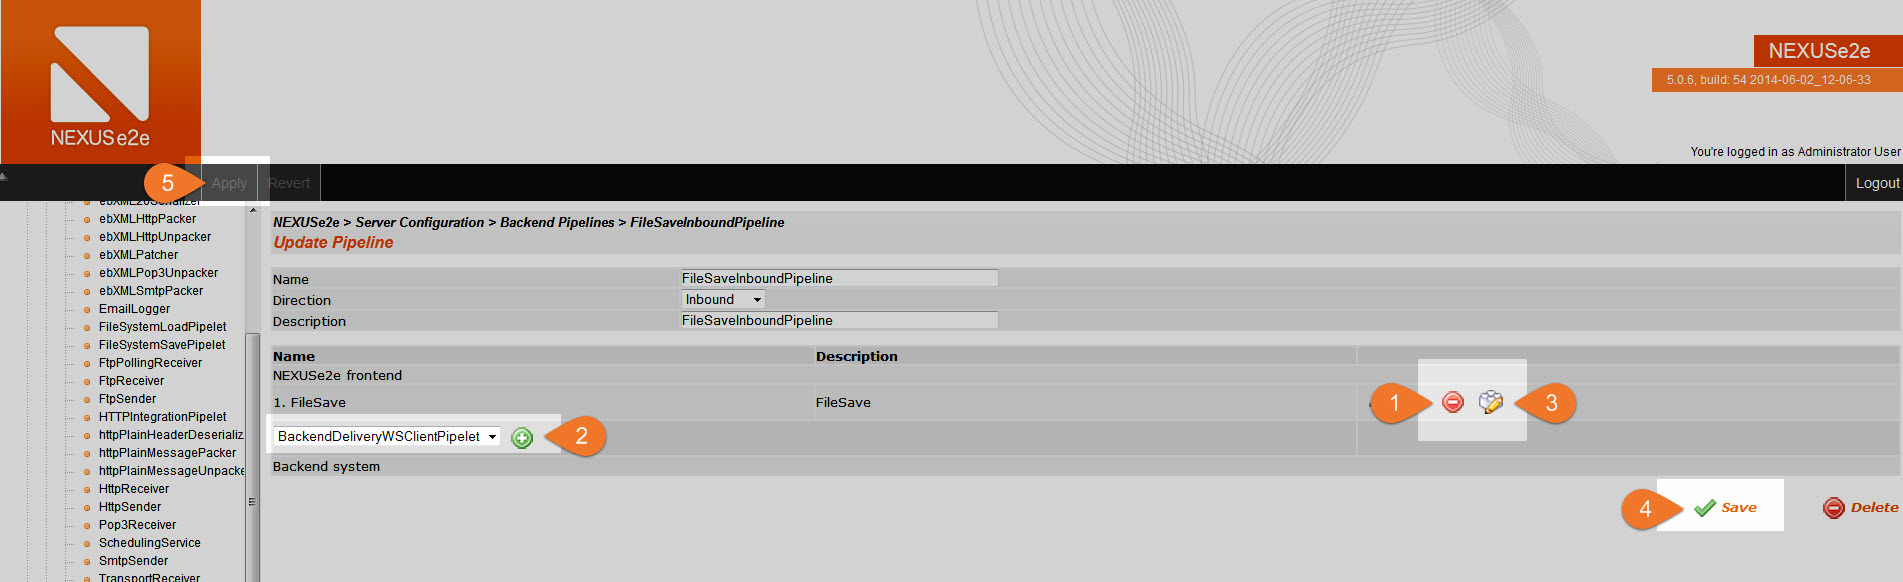 NEXUSe2e
NEXUSe2e
5.0.6, build: 54 2014-06-02_12-06-33
You're logged in as Administrator User
5
Apply
Revert
Logout
ebXML20Serializer
ebXMLHttpPacker
ebXMLHttpUnpacker
ebXMLPatcher
ebXMLPop3Unpacker
ebXMLSmtpPacker
EmailLogger
FileSystemLoadPipelet
FileSystemSavePipelet
FtpPollingReceiver
FtpReceiver
FtpSender
HTTPIntegrationPipelet
httpPlainHeaderDeserializ
httpPlainMessagePacker
httpPlainMessageUnpacke
HttpReceiver
HttpSender
Pop3Receiver
SchedulingService
SmtpSender
TransportReceiver
NEXUSe2e > Server Configuration > Backend Pipelines > FileSaveInboundPipeline
Update Pipeline
Name FileSaveInboundPipeline
Direction Inbound
Description FileSaveInboundPipeline
Name Description
NEXUSe2e frontend
1. FileSave FileSave 1 3
BackendDeliveryWSClientPipelet 2
Backend system
4 Save Delete